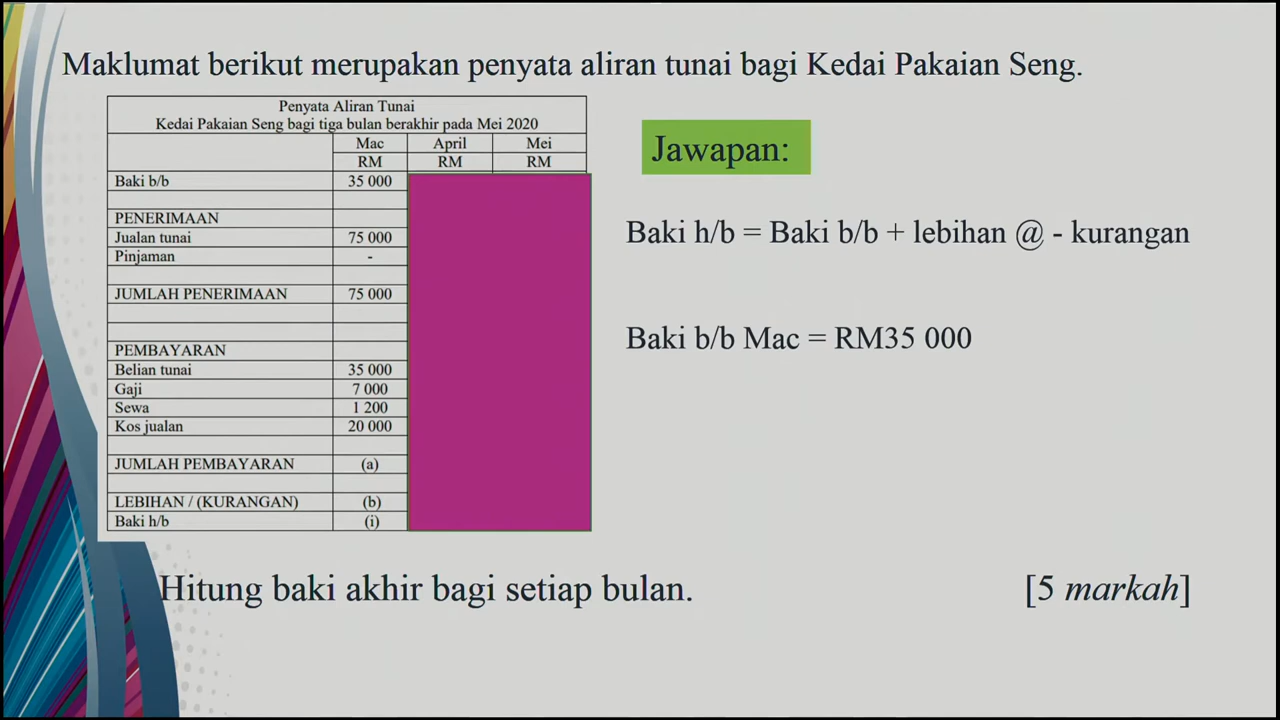 Maklumat berikut merupakan penyata aliran tunai bagi Kedai Pakaian Seng.
Penyata Aliran Tunai
Kedai Pakaian Seng bagi tiga bulan berakhir pada Mei 2020
Mac April Mei
RM RM RM
Baki b/b 35 000
PENERIMAAN
Jualan tunai 75 000
Pinjaman -
JUMLAH PENERIMAAN 75 000
PEMBAYARAN
Belian tunai 35 000
Gaji 7 000
Sewa 1 200
Kos jualan 20 000
JUMLAH PEMBAYARAN (a)
LEBIHAN / (KURANGAN) (b)
Baki h/b (i)
Jawapan:
Baki h/b = Baki b/b + lebihan @ - kurangan
Baki b/b Mac = RM35 000
Hitung baki akhir bagi setiap bulan. [5 markah]